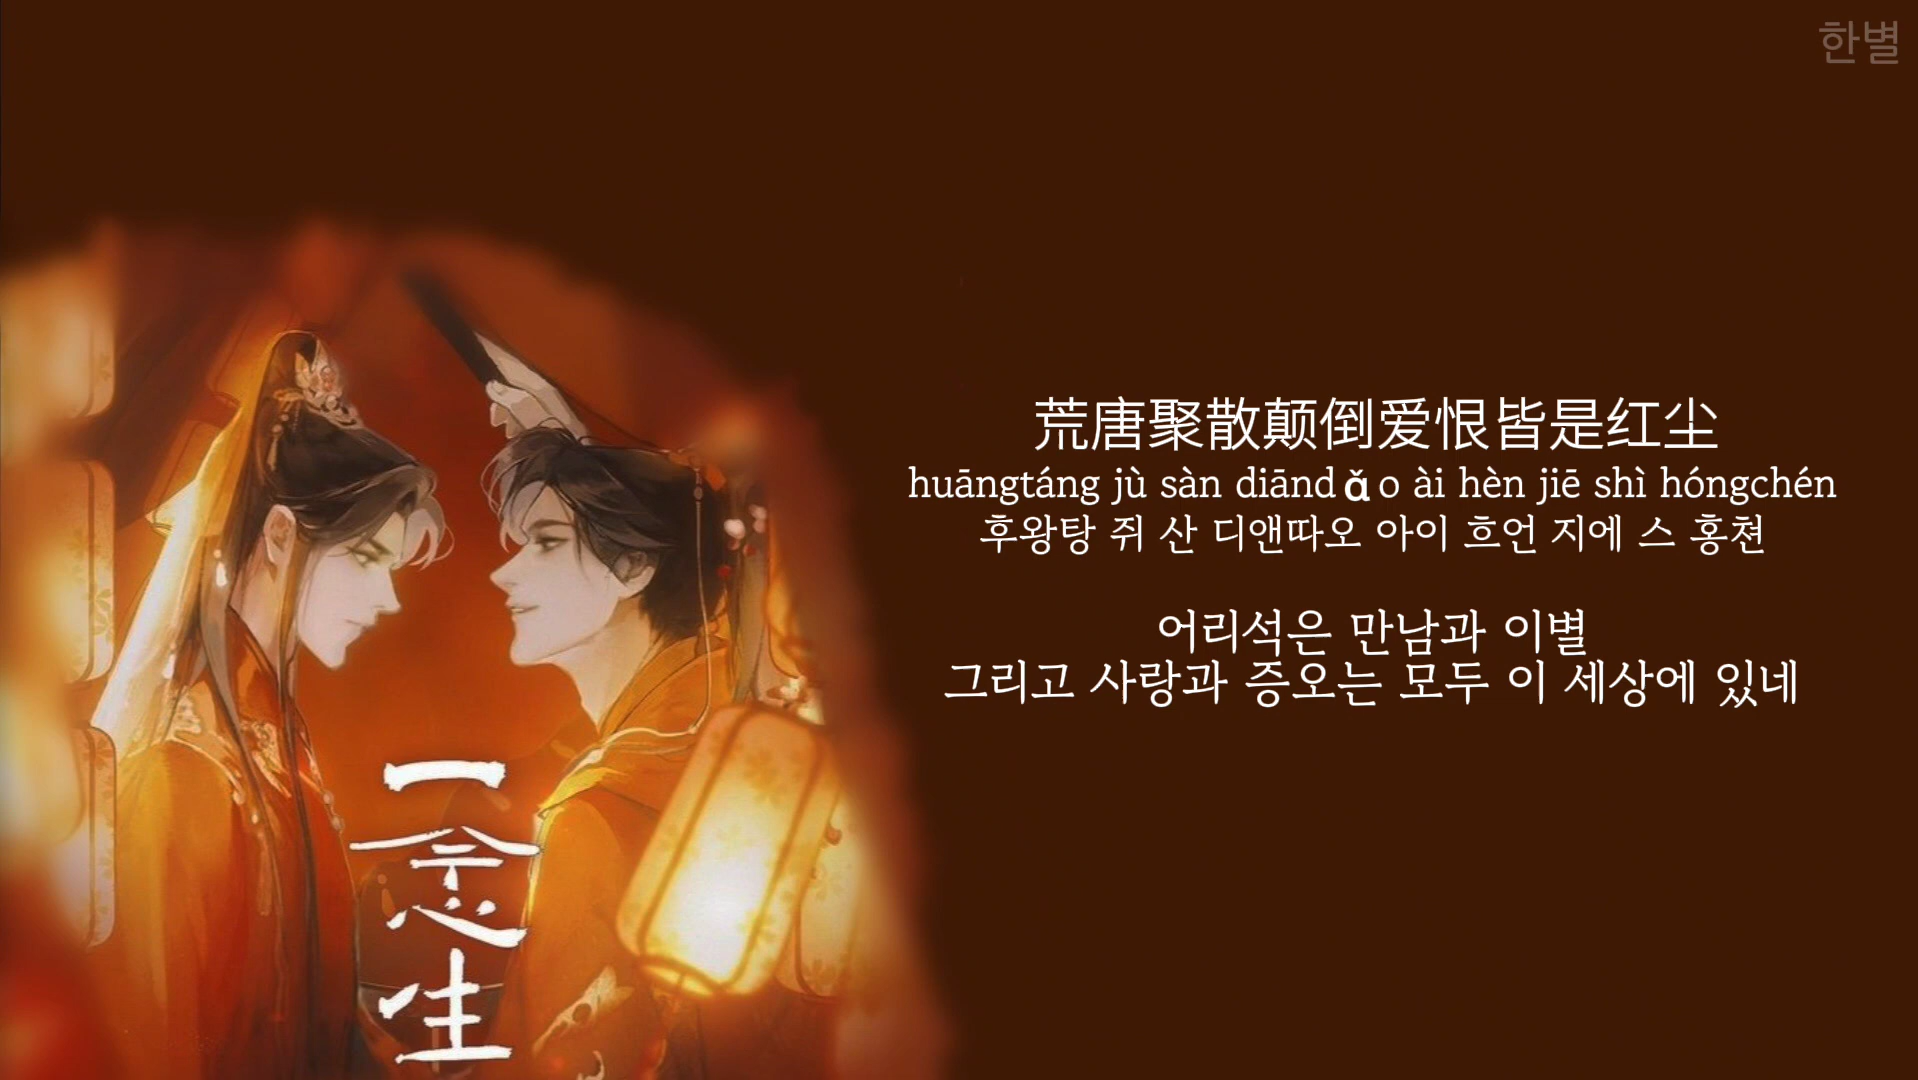 한별
荒唐聚散颠倒爱恨皆是红尘
huāngtáng jù sàn diāndǎo ài hèn jiē shì hóngchén
후왕탕 쥐 산 디앤따오 아이 흐언 지에 스 홍쳔
어리석은 만남과 이별
그리고 사랑과 증오는 모두 이 세상에 있네
一念生